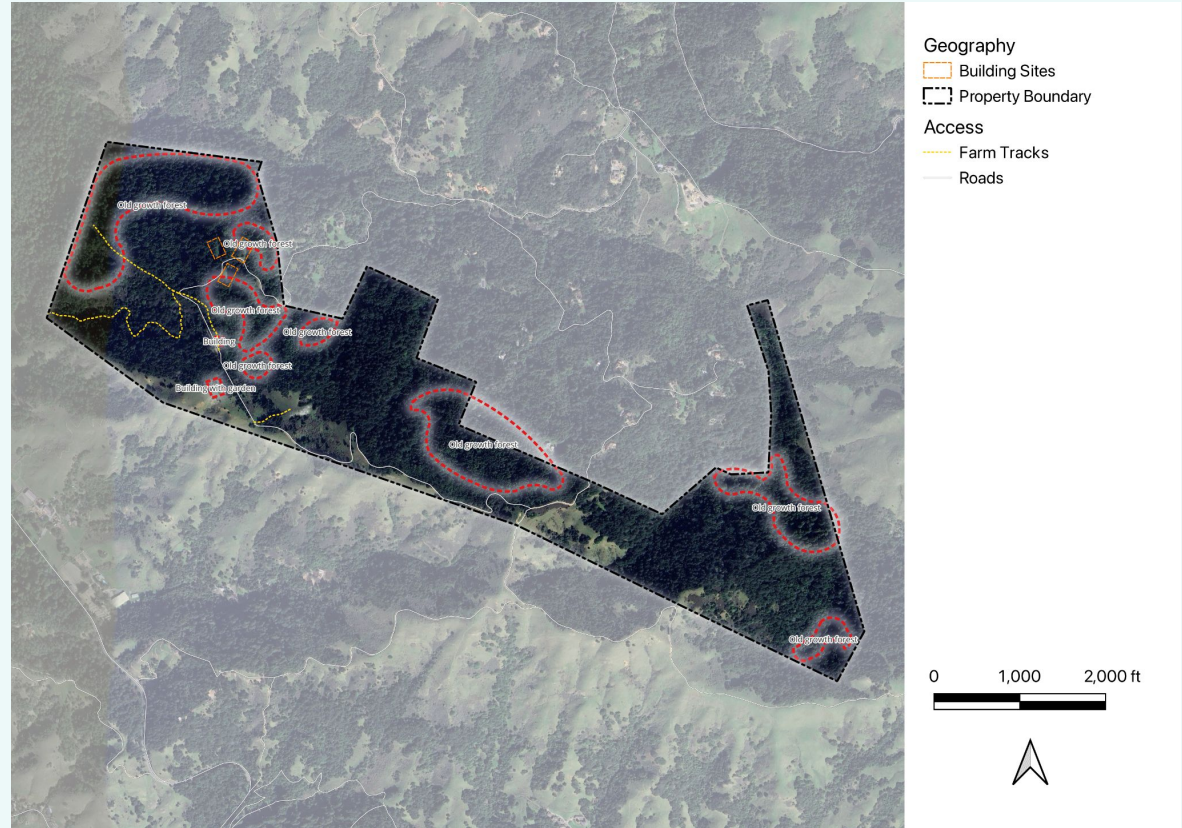 Geography
Building Sites
Property Boundary
Access
Farm Tracks
Roads
Old growth forest
Old growth forest
Old growth forest
Old growth forest
Building
Old growth forest
Building with garden
Old growth forest
Old growth forest
Old growth forest
0 1,000 2,000 ft